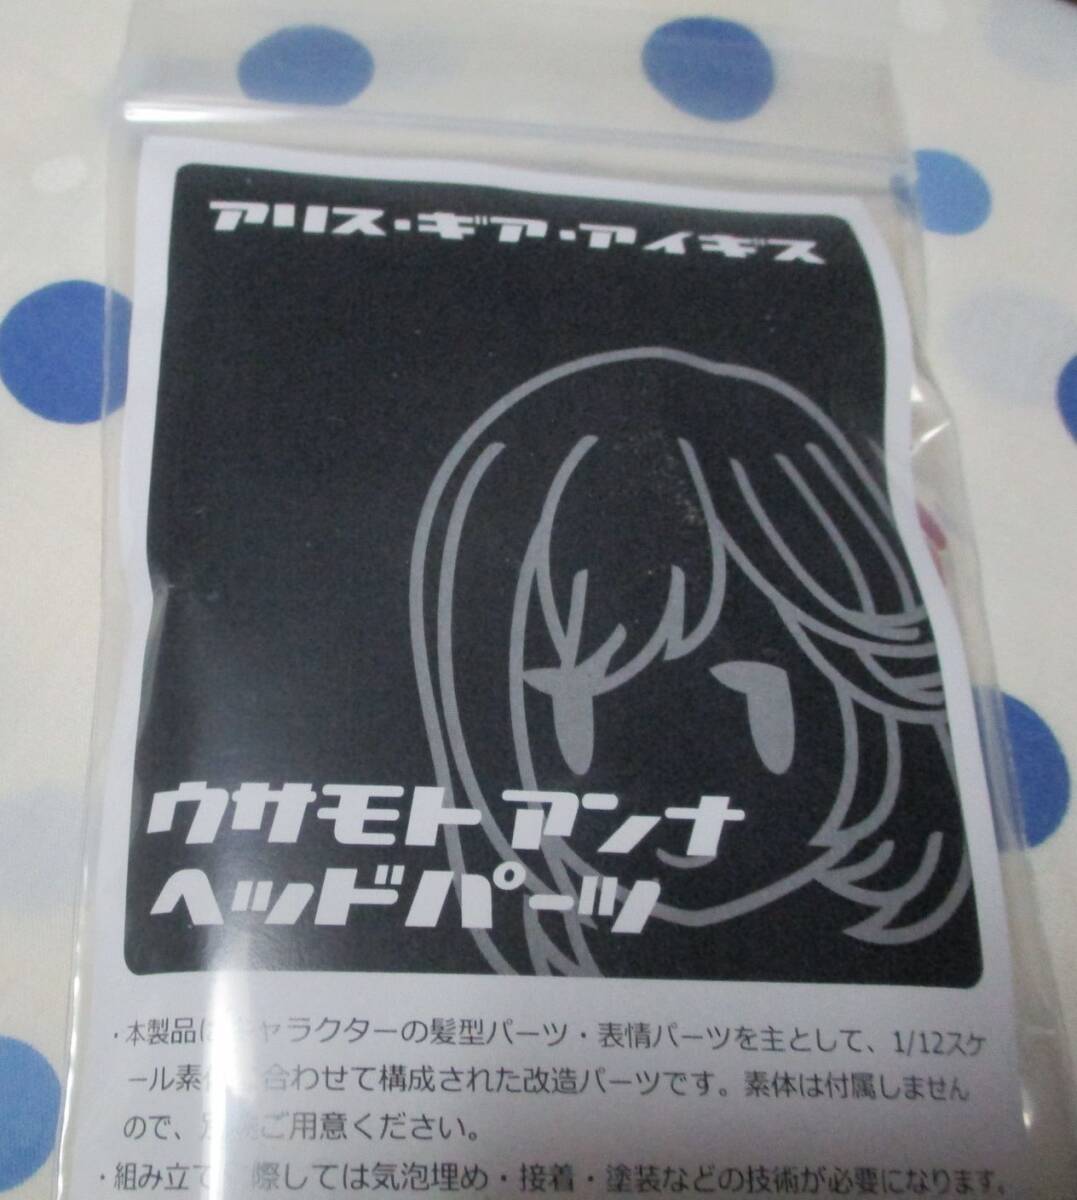 アリス・ギア・アイギス
ウサモト アンナ
ヘッドパーツ
・本製品は キャラクターの髪型パーツ・表情パーツを主として、1/12スケ
ール素体に合わせて構成された改造パーツです。素体は付属しません
ので、ご用意ください。
・組み立てに際しては気泡埋め・接着・塗装などの技術が必要になります。